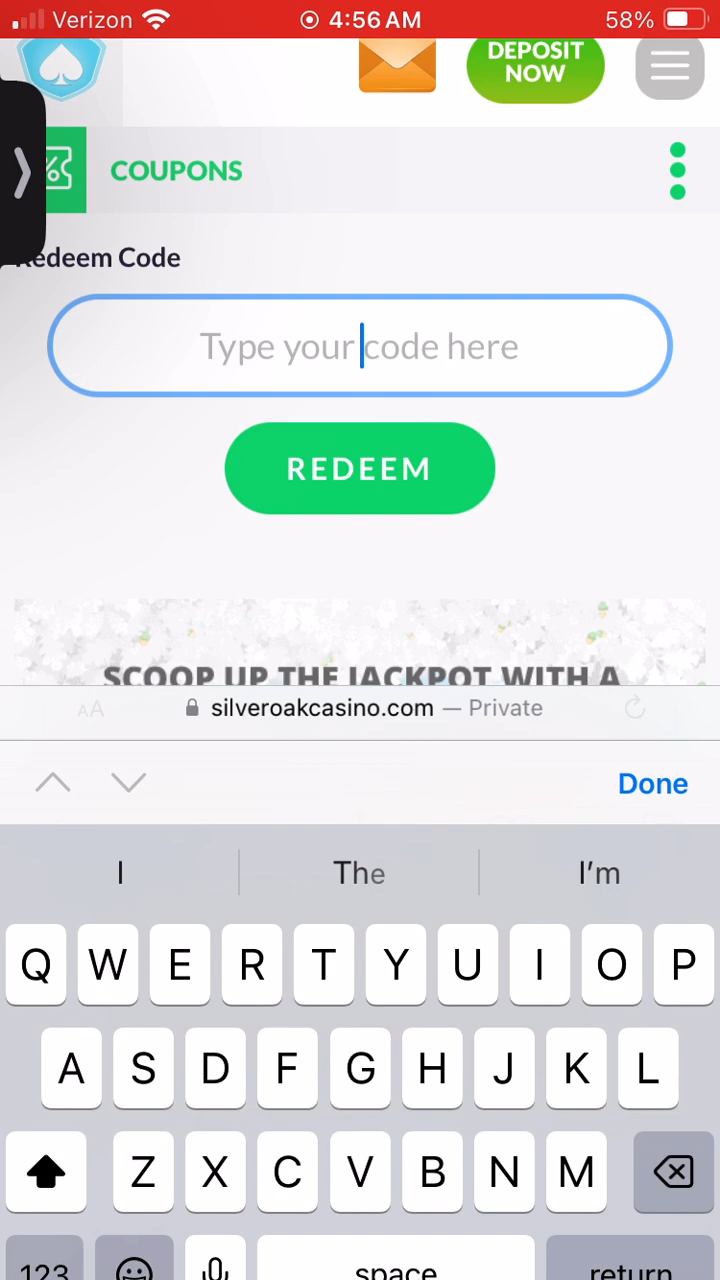 Verizon 4:56 AM 58%
DEPOSIT
NOW
COUPONS
Redeem Code
Type your code here
REDEEM
SCOOP UP THE JACKPOT WITH A
AA silveroakcasino.com — Private
Done
I The I'm
Q W E R T Y U I O P
A S D F G H J K L
Z X C V B N M
123 space return